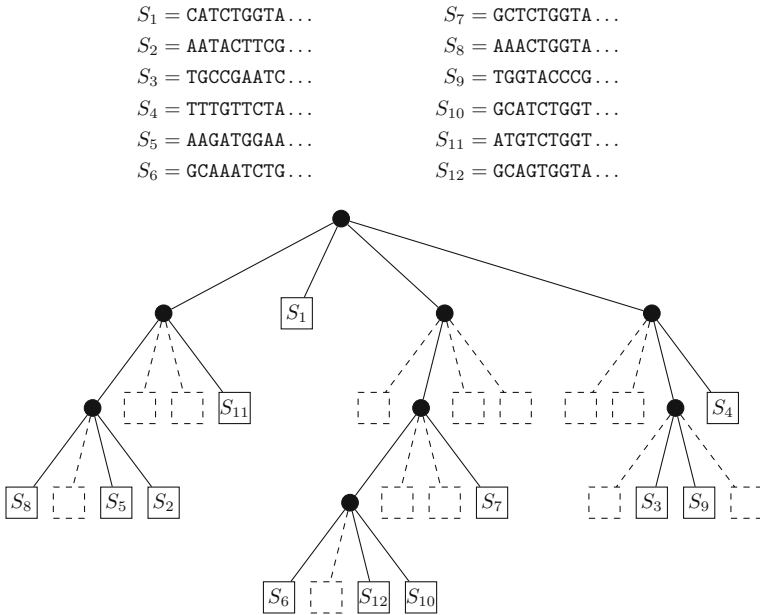 S₁ = CATCTGGTA... S₇ = GCTCTGGTA...
S₂ = AATACTTCG... S₈ = AAACTGGTA...
S₃ = TGCCGAATC... S₉ = TGGTACCCG...
S₄ = TTTGTTCTA... S₁₀ = GCATCTGGT...
S₅ = AAGATGGAA... S₁₁ = ATGTCTGGT...
S₆ = GCAAATCTG... S₁₂ = GCAGTGGTA...
S₁
S₁₁ S₄
S₈ S₅ S₂ S₇ S₃ S₉
S₆ S₁₂ S₁₀